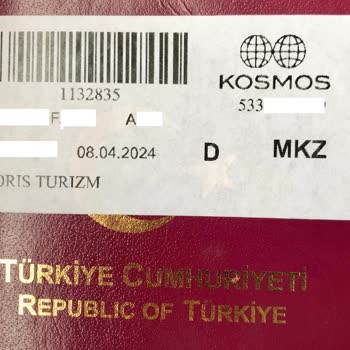 KOSMOS
1132835
533
F A
08.04.2024 D MKZ
ORIS TURIZM
TÜRKİYE CUMHURİYETİ
REPUBLIC OF TÜRKİYE